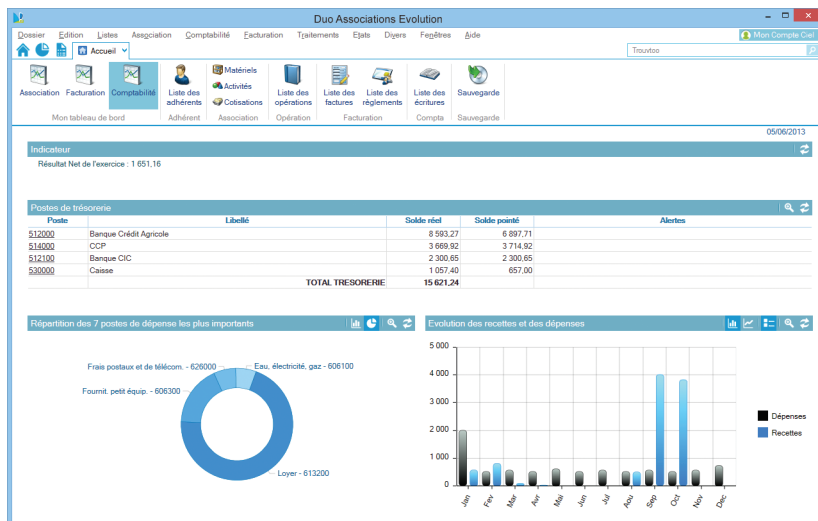 Duo Associations Evolution
Dossier Edition Listes Association Comptabilité Facturation Traitements Etats Divers Fenêtres Aide
Mon Compte Ciel
Accueil
Trouvtoo
Matériels
Activités
Cotisations
Association Facturation Comptabilité Liste des adhérents Liste des opérations Liste des factures Liste des règlements Liste des écritures Sauvegarde
Mon tableau de bord Adhérent Association Opération Facturation Compta Sauvegarde
05/06/2013
Indicateur
Résultat Net de l'exercice : 1 651,16
Postes de trésorerie
Poste Libellé Solde réel Solde pointé Alertes
512000 Banque Crédit Agricole 8 593,27 6 897,71
514000 CCP 3 669,92 3 714,92
512100 Banque CIC 2 300,65 2 300,65
530000 Caisse 1 057,40 657,00
TOTAL TRESORERIE 15 621,24
Répartition des 7 postes de dépense les plus importants
Frais postaux et de télécom. - 626000
Eau, électricité, gaz - 606100
Fournit. petit équip. - 606300
Loyer - 613200
Evolution des recettes et des dépenses
5 000
4 000
3 000
2 000
1 000
0
Jan Fev Mar Avr Mai Jun Jul Aou Sep Oct Nov Dec
Dépenses
Recettes